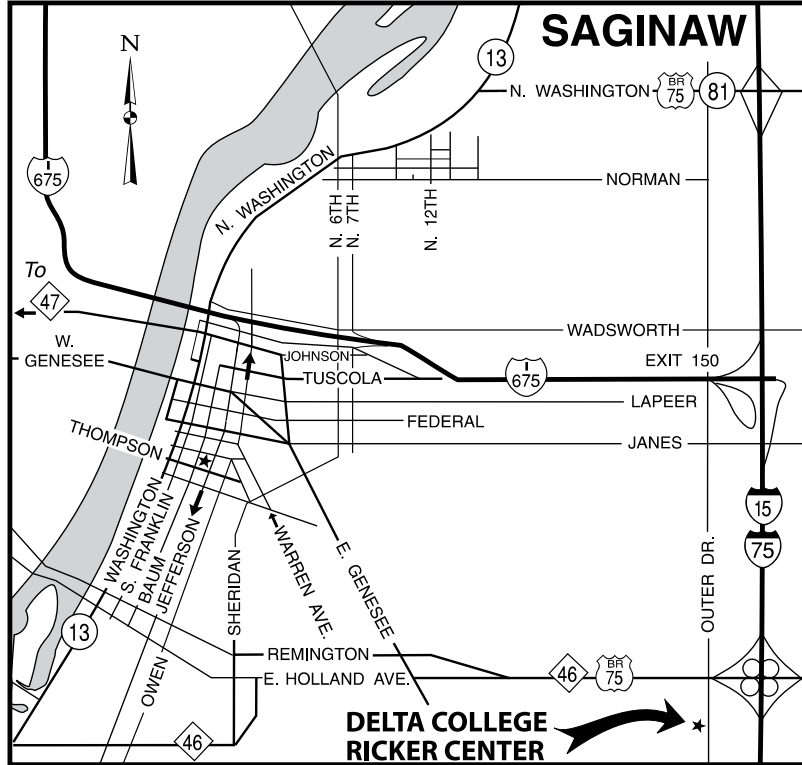 SAGINAW
N
13
N. WASHINGTON
BR
75
81
I
675
N. WASHINGTON
N. 6TH
N. 7TH
N. 12TH
NORMAN
To
47
WADSWORTH
W.
GENESEE
JOHNSON
EXIT 150
TUSCOLA
I
675
LAPEER
FEDERAL
THOMPSON
JANES
15
75
WASHINGTON
S. FRANKLIN
BAUM
JEFFERSON
OWEN
SHERIDAN
WARREN AVE.
E. GENESEE
OUTER DR.
13
REMINGTON
E. HOLLAND AVE.
46
BR
75
46
DELTA COLLEGE
RICKER CENTER